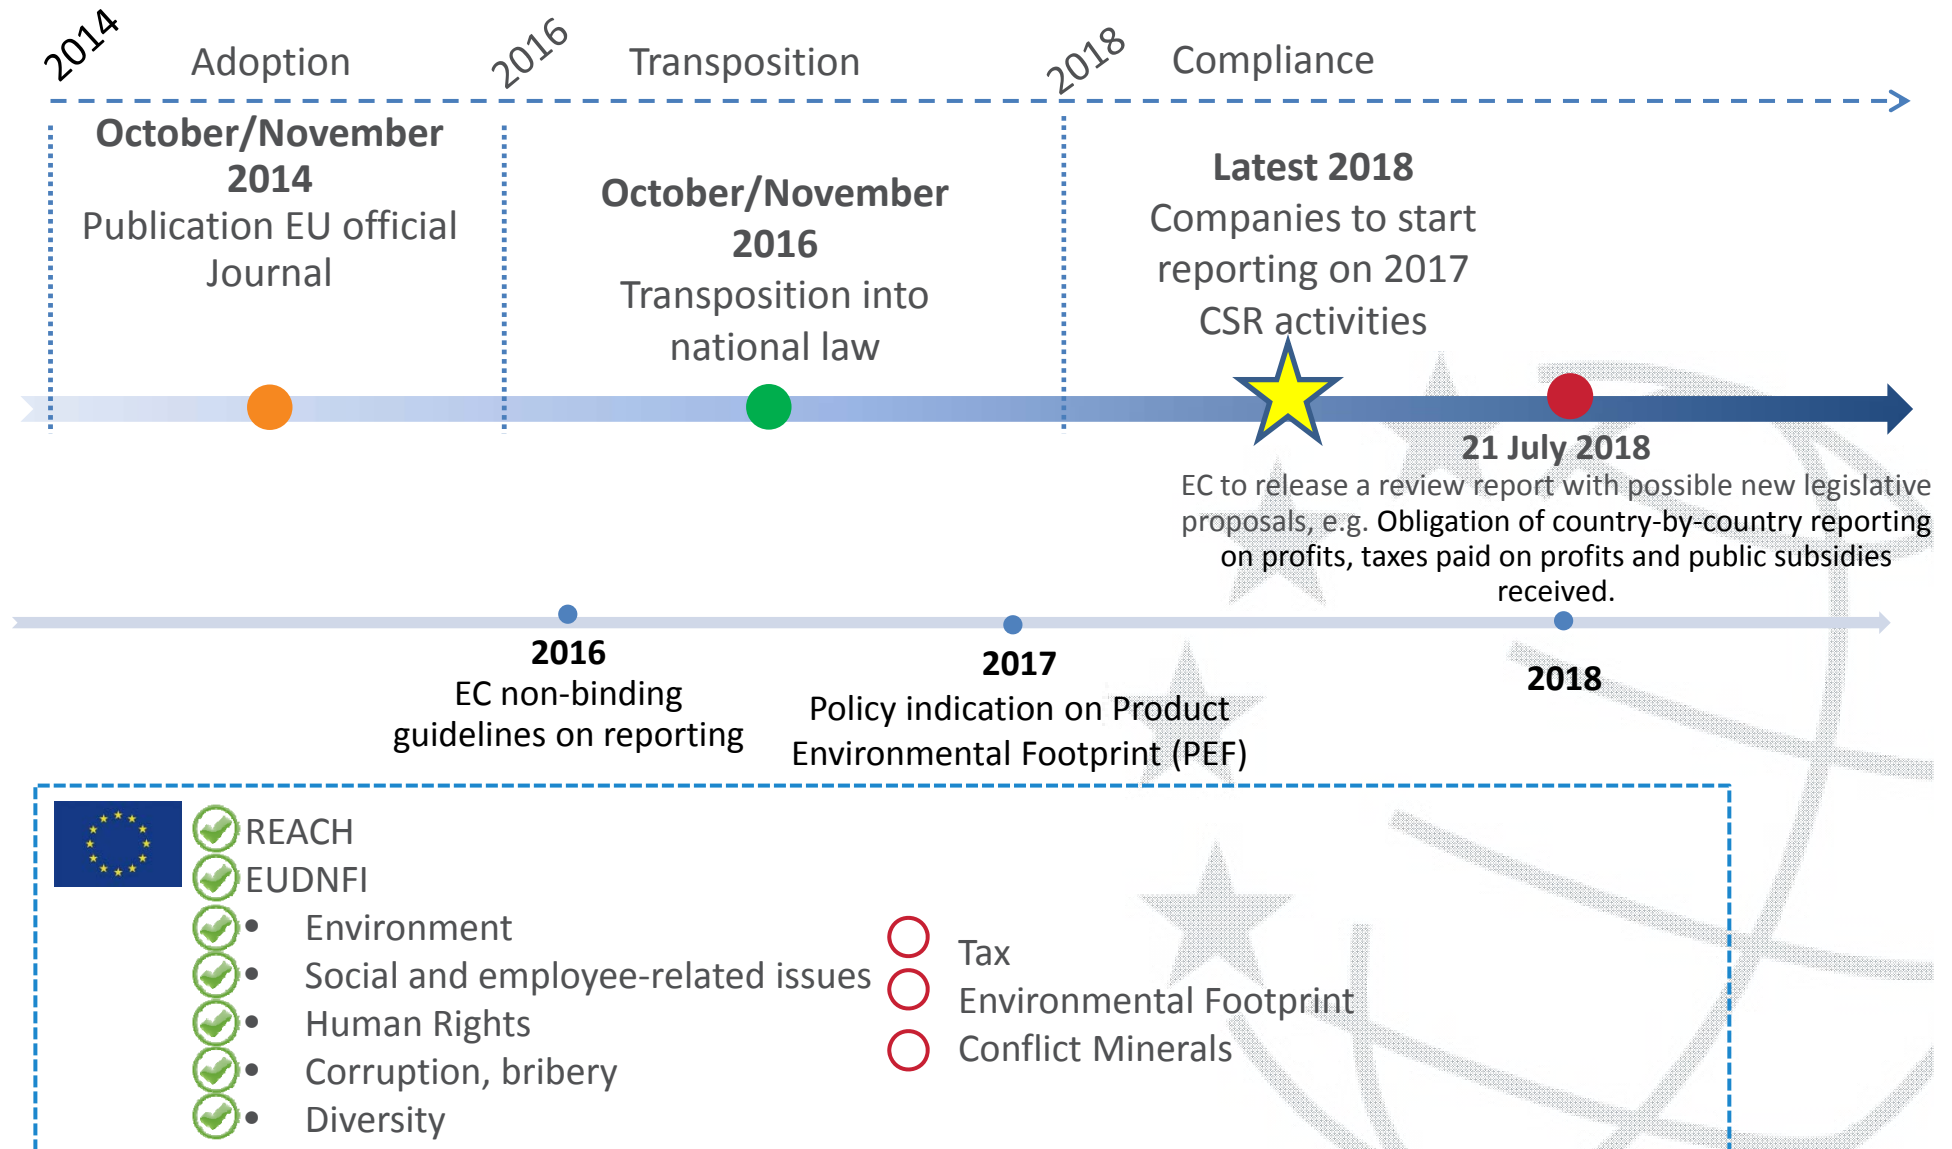 2014
Adoption
2016
Transposition
2018
Compliance
October/November
2014
Publication EU official
Journal
October/November
2016
Transposition into
national law
Latest 2018
Companies to start
reporting on 2017
CSR activities
21 July 2018
EC to release a review report with possible new legislative
proposals, e.g. Obligation of country-by-country reporting
on profits, taxes paid on profits and public subsidies
received.
2016
EC non-binding
guidelines on reporting
2017
Policy indication on Product
Environmental Footprint (PEF)
2018
REACH
EUDNFI
• Environment
• Social and employee-related issues
• Human Rights
• Corruption, bribery
• Diversity
Tax
Environmental Footprint
Conflict Minerals